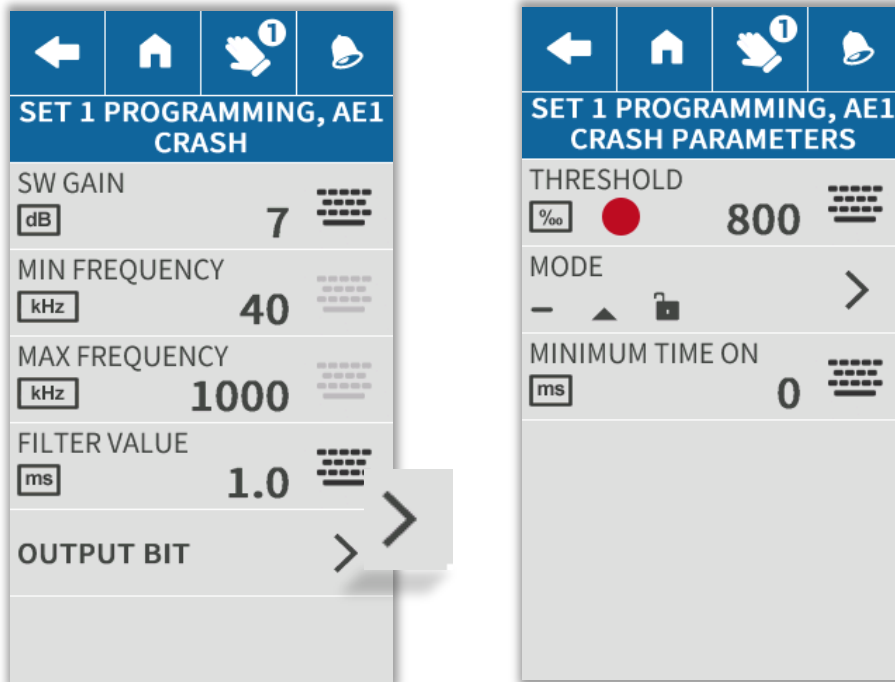 1
SET 1 PROGRAMMING, AE1
CRASH
SW GAIN
dB
7
MIN FREQUENCY
kHz
40
MAX FREQUENCY
kHz
1000
FILTER VALUE
ms
1.0
OUTPUT BIT
1
SET 1 PROGRAMMING, AE1
CRASH PARAMETERS
THRESHOLD
‰
800
MODE
MINIMUM TIME ON
ms
0